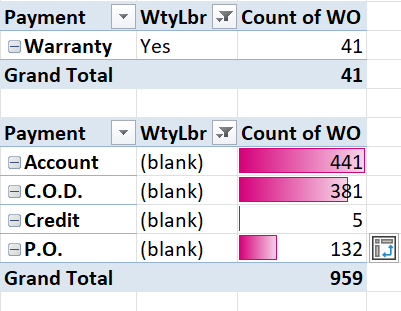 Payment WtyLbr Count of WO
Warranty Yes 41
Grand Total 41
Payment WtyLbr Count of WO
Account (blank) 441
C.O.D. (blank) 381
Credit (blank) 5
P.O. (blank) 132
Grand Total 959